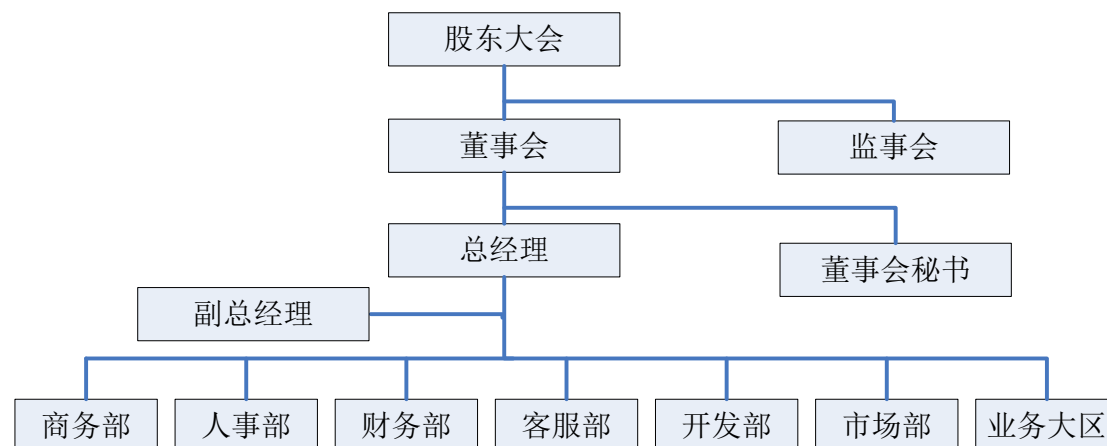 股东大会
董事会
监事会
总经理
董事会秘书
副总经理
商务部
人事部
财务部
客服部
开发部
市场部
业务大区